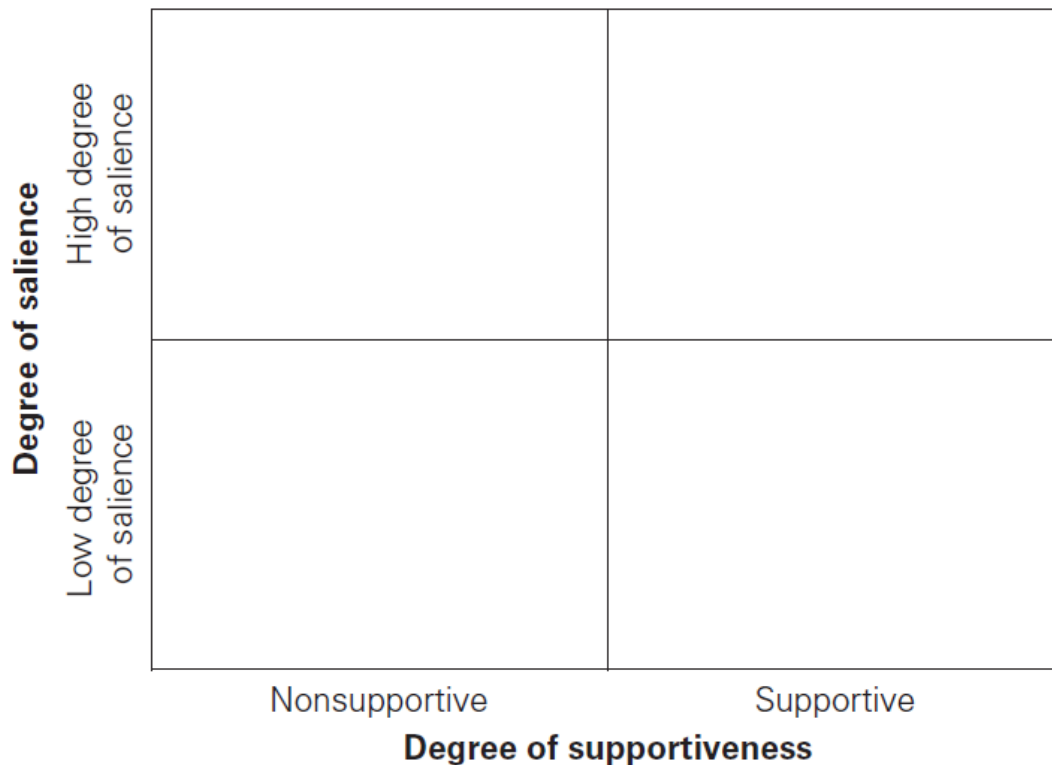 Degree of salience
High degree
of salience
Low degree
of salience
Nonsupportive
Supportive
Degree of supportiveness